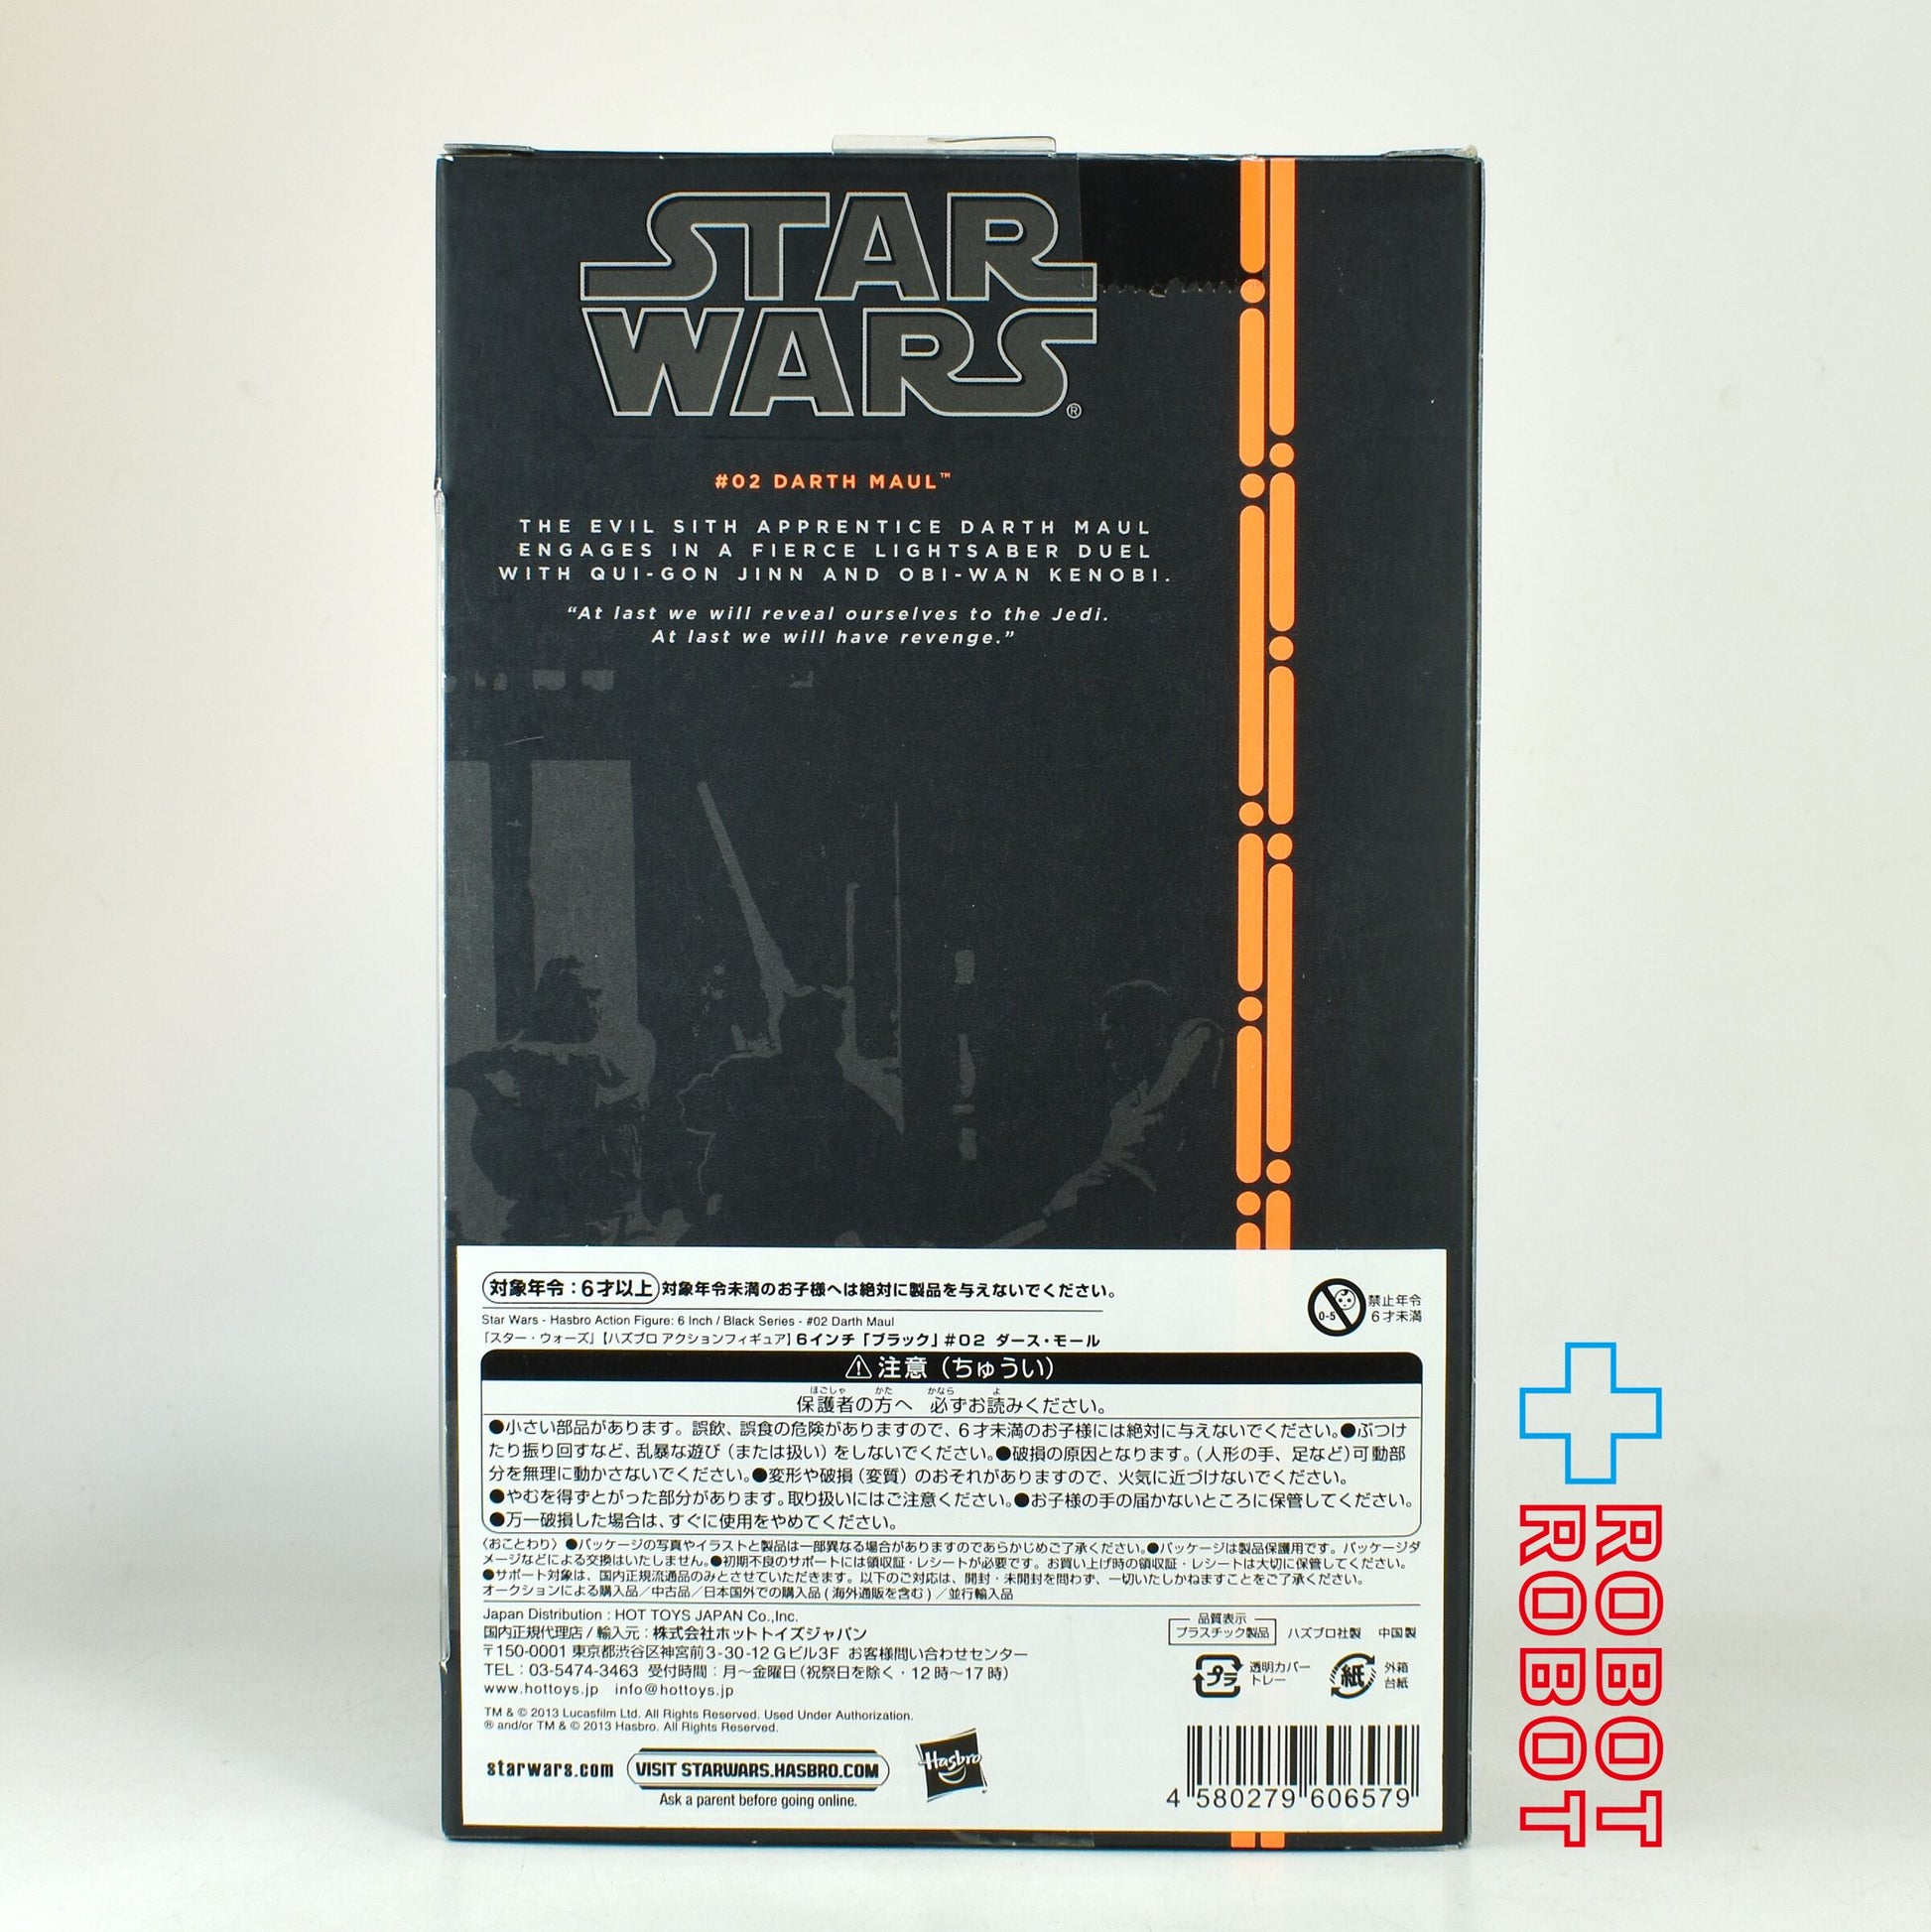 STAR
WARS®
#02 DARTH MAUL™
THE EVIL SITH APPRENTICE DARTH MAUL
ENGAGES IN A FIERCE LIGHTSABER DUEL
WITH QUI-GON JINN AND OBI-WAN KENOBI.
“At last we will reveal ourselves to the Jedi.
At last we will have revenge.”
対象年令：6才以上 対象年令未満のお子様へは絶対に製品を与えないでください。
Star Wars - Hasbro Action Figure: 6 Inch / Black Series - #02 Darth Maul
「スター・ウォーズ」【ハズブロ アクションフィギュア】6インチ「ブラック」#02 ダース・モール
0-5 禁止年令
6才未満
⚠注意（ちゅうい）
ほごしゃ かた かなら よ
保護者の方へ 必ずお読みください。
●小さい部品があります。誤飲、誤食の危険がありますので、6才未満のお子様には絶対に与えないでください。●ぶつけ
たり振り回すなど、乱暴な遊び（または扱い）をしないでください。●破損の原因となります。（人形の手、足など）可動部
分を無理に動かさないでください。●変形や破損（変質）のおそれがありますので、火気に近づけないでください。
●やむを得ずとがった部分があります。取り扱いにはご注意ください。●お子様の手の届かないところに保管してください。
●万一破損した場合は、すぐに使用をやめてください。
〈おことわり〉●パッケージの写真やイラストと製品は一部異なる場合がありますのであらかじめご了承ください。●パッケージは製品保護用です。パッケージダ
メージなどによる交換はいたしません。●初期不良のサポートには領収証・レシートが必要です。お買い上げ時の領収証・レシートは大切に保管してください。
●サポート対象は、国内正規流通品のみとさせていただきます。以下のご対応は、開封・未開封を問わず、一切いたしかねますことをご了承ください。
オークションによる購入品／中古品／日本国外での購入品(海外通販を含む)／並行輸入品
Japan Distribution : HOT TOYS JAPAN Co.,Inc.
国内正規代理店 / 輸入元：株式会社ホットトイズジャパン
〒150-0001 東京都渋谷区神宮前3-30-12 Gビル3F お客様問い合わせセンター
TEL：03-5474-3463 受付時間：月〜金曜日（祝祭日を除く・12時〜17時）
www.hottoys.jp info@hottoys.jp
品質表示
プラスチック製品 ハズブロ社製 中国製
プラ 透明カバー
トレー
紙 外箱
台紙
TM & © 2013 Lucasfilm Ltd. All Rights Reserved. Used Under Authorization.
® and/or TM & © 2013 Hasbro. All Rights Reserved.
starwars.com VISIT STARWARS.HASBRO.COM Hasbro
Ask a parent before going online.
4 580279 606579
ROBOT
ROBOT